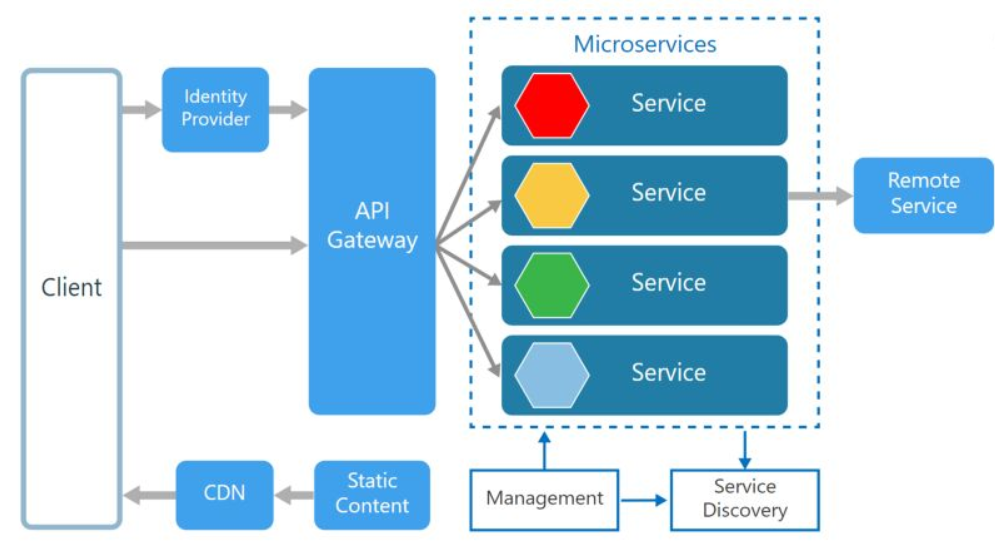 Microservices
Identity
Provider
API
Gateway
Client
Service
Service
Service
Service
Remote
Service
CDN
Static
Content
Management
Service
Discovery